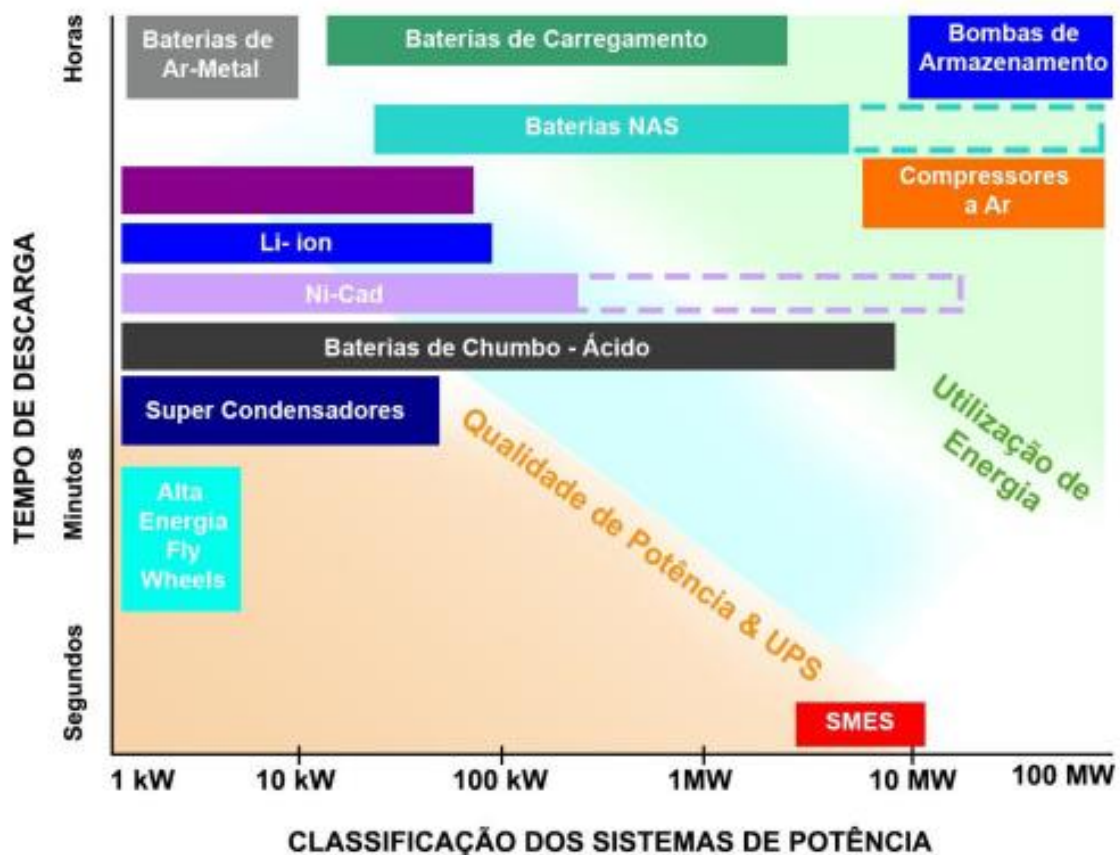 Horas
Minutos
Segundos
TEMPO DE DESCARGA
Baterias de
Ar-Metal
Baterias de Carregamento
Bombas de
Armazenamento
Baterias NAS
Compressores
a Ar
Li- ion
Ni-Cad
Baterias de Chumbo - Ácido
Super Condensadores
Alta
Energia
Fly
Wheels
Qualidade de Potência & UPS
Utilização de
Energia
SMES
1 kW
10 kW
100 kW
1MW
10 MW
100 MW
CLASSIFICAÇÃO DOS SISTEMAS DE POTÊNCIA